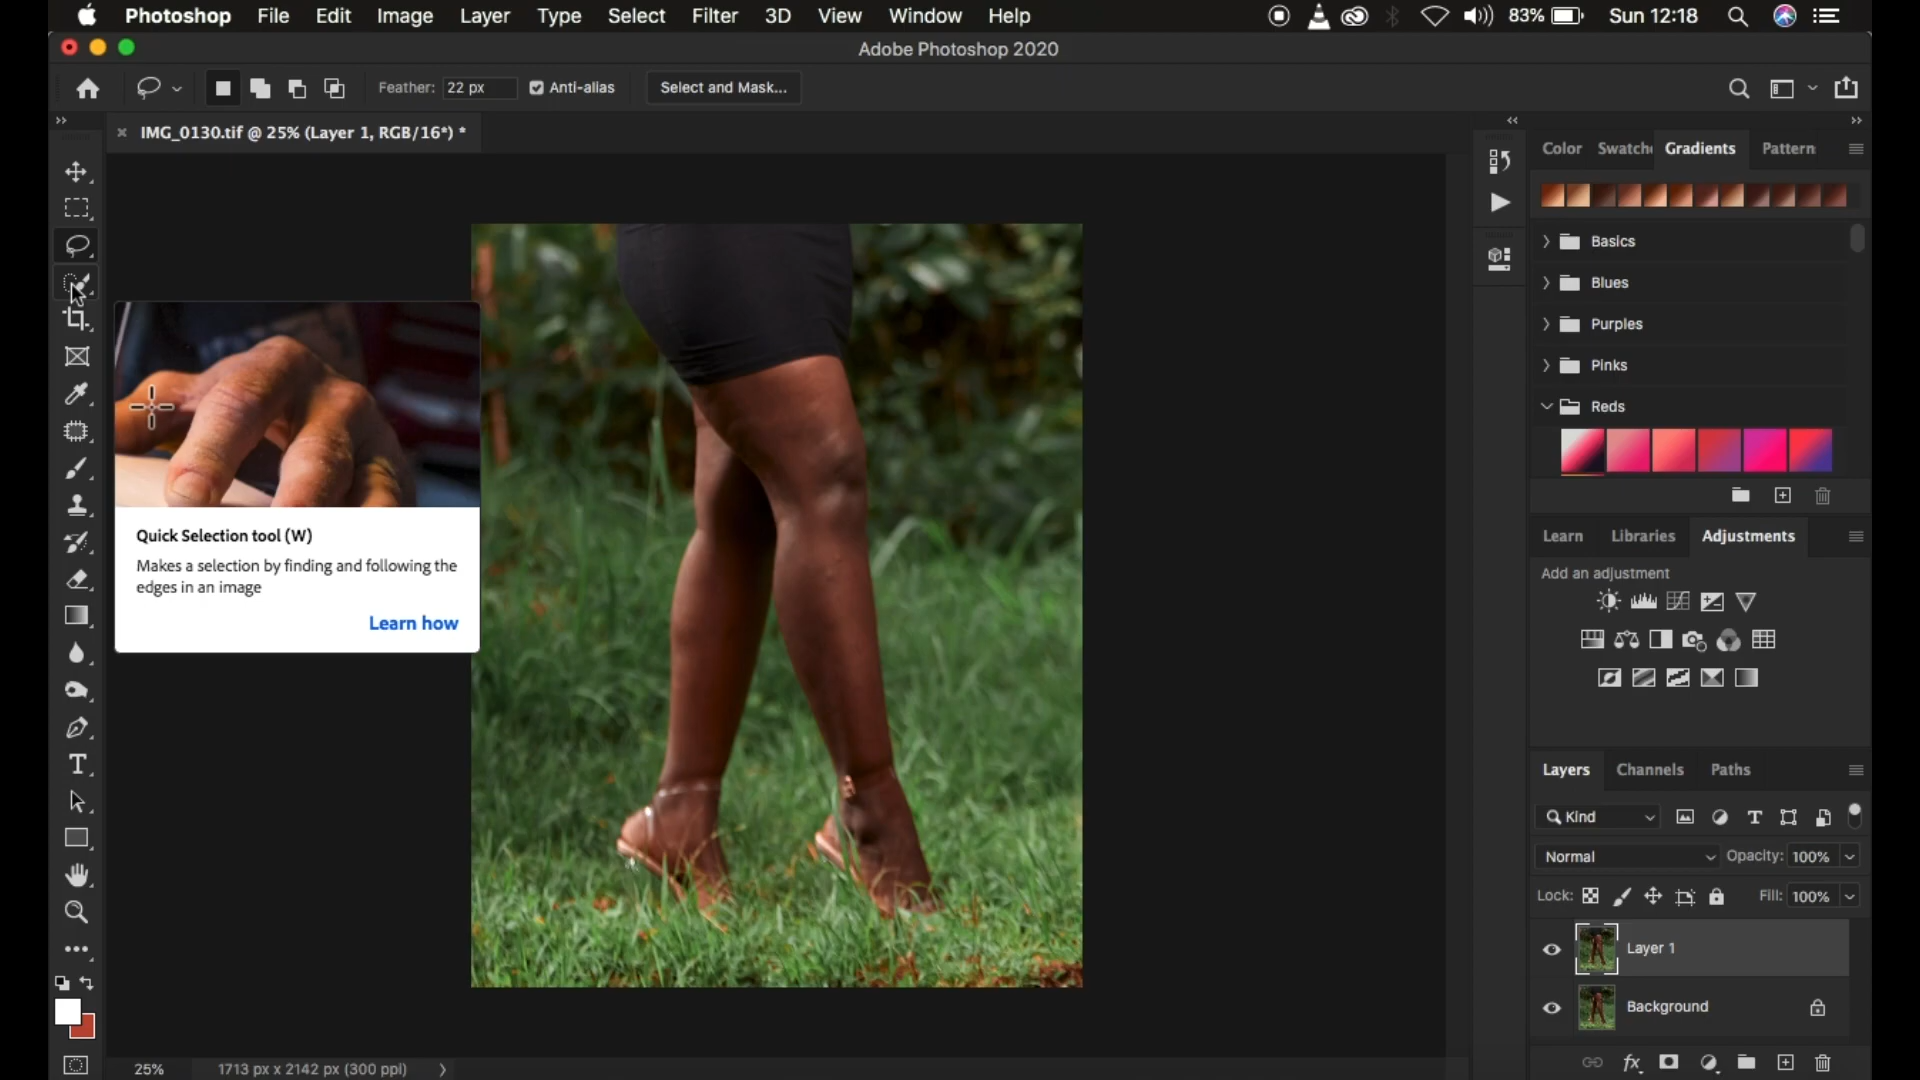 Photoshop File Edit Image Layer Type Select Filter 3D View Window Help 83% Sun 12:18
Adobe Photoshop 2020
Feather: 22 px Anti-alias Select and Mask...
IMG_0130.tif @ 25% (Layer 1, RGB/16*) *
Color Swatche Gradients Pattern
Basics
Blues
Purples
Pinks
Reds
Quick Selection tool (W)
Makes a selection by finding and following the
edges in an image
Learn how
Learn Libraries Adjustments
Add an adjustment
Layers Channels Paths
Kind
Normal Opacity: 100%
Lock: Fill: 100%
Layer 1
Background
25% 1713 px x 2142 px (300 ppi)